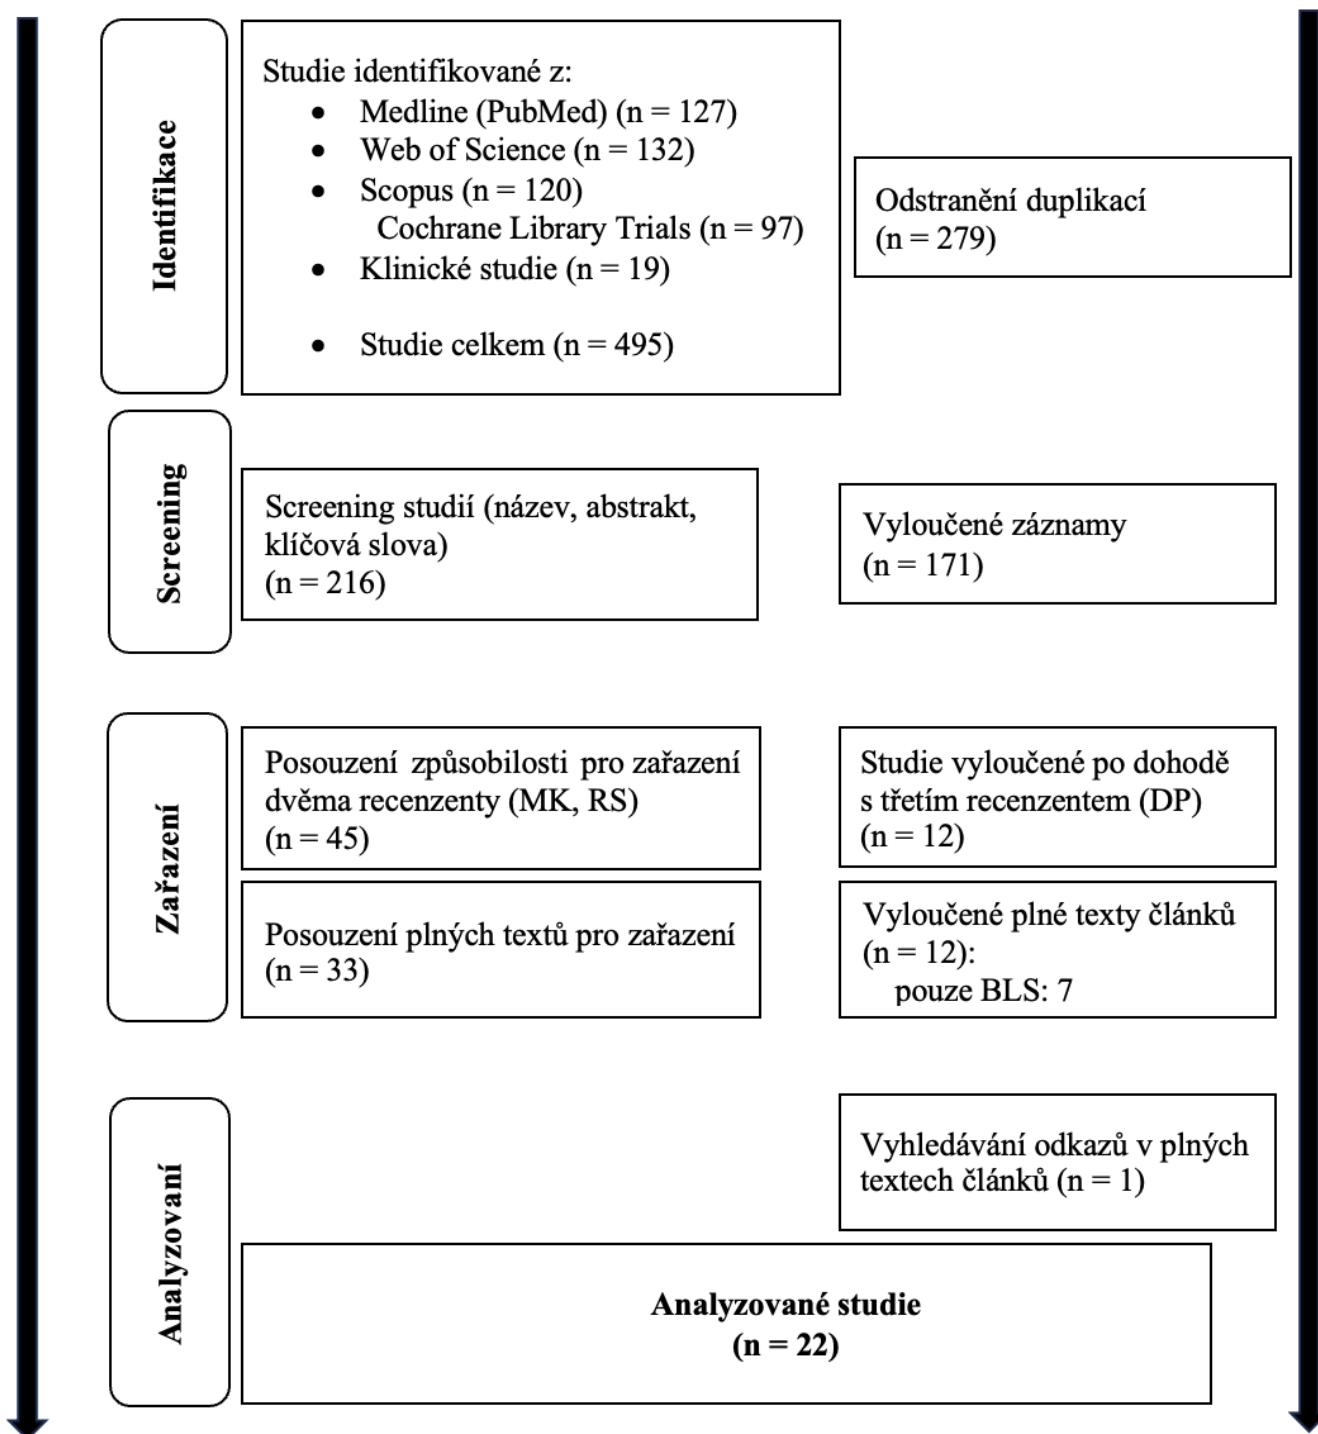 Identifikace
Studie identifikované z:
• Medline (PubMed) (n = 127)
• Web of Science (n = 132)
• Scopus (n = 120)
Cochrane Library Trials (n = 97)
• Klinické studie (n = 19)
• Studie celkem (n = 495)
Odstranění duplikací
(n = 279)
Screening
Screening studií (název, abstrakt,
klíčová slova)
(n = 216)
Vyloučené záznamy
(n = 171)
Zařazení
Posouzení způsobilosti pro zařazení
dvěma recenzenty (MK, RS)
(n = 45)
Studie vyloučené po dohodě
s třetím recenzentem (DP)
(n = 12)
Posouzení plných textů pro zařazení
(n = 33)
Vyloučené plné texty článků
(n = 12):
pouze BLS: 7
Analyzovaní
Vyhledávání odkazů v plných
textech článků (n = 1)
Analyzované studie
(n = 22)